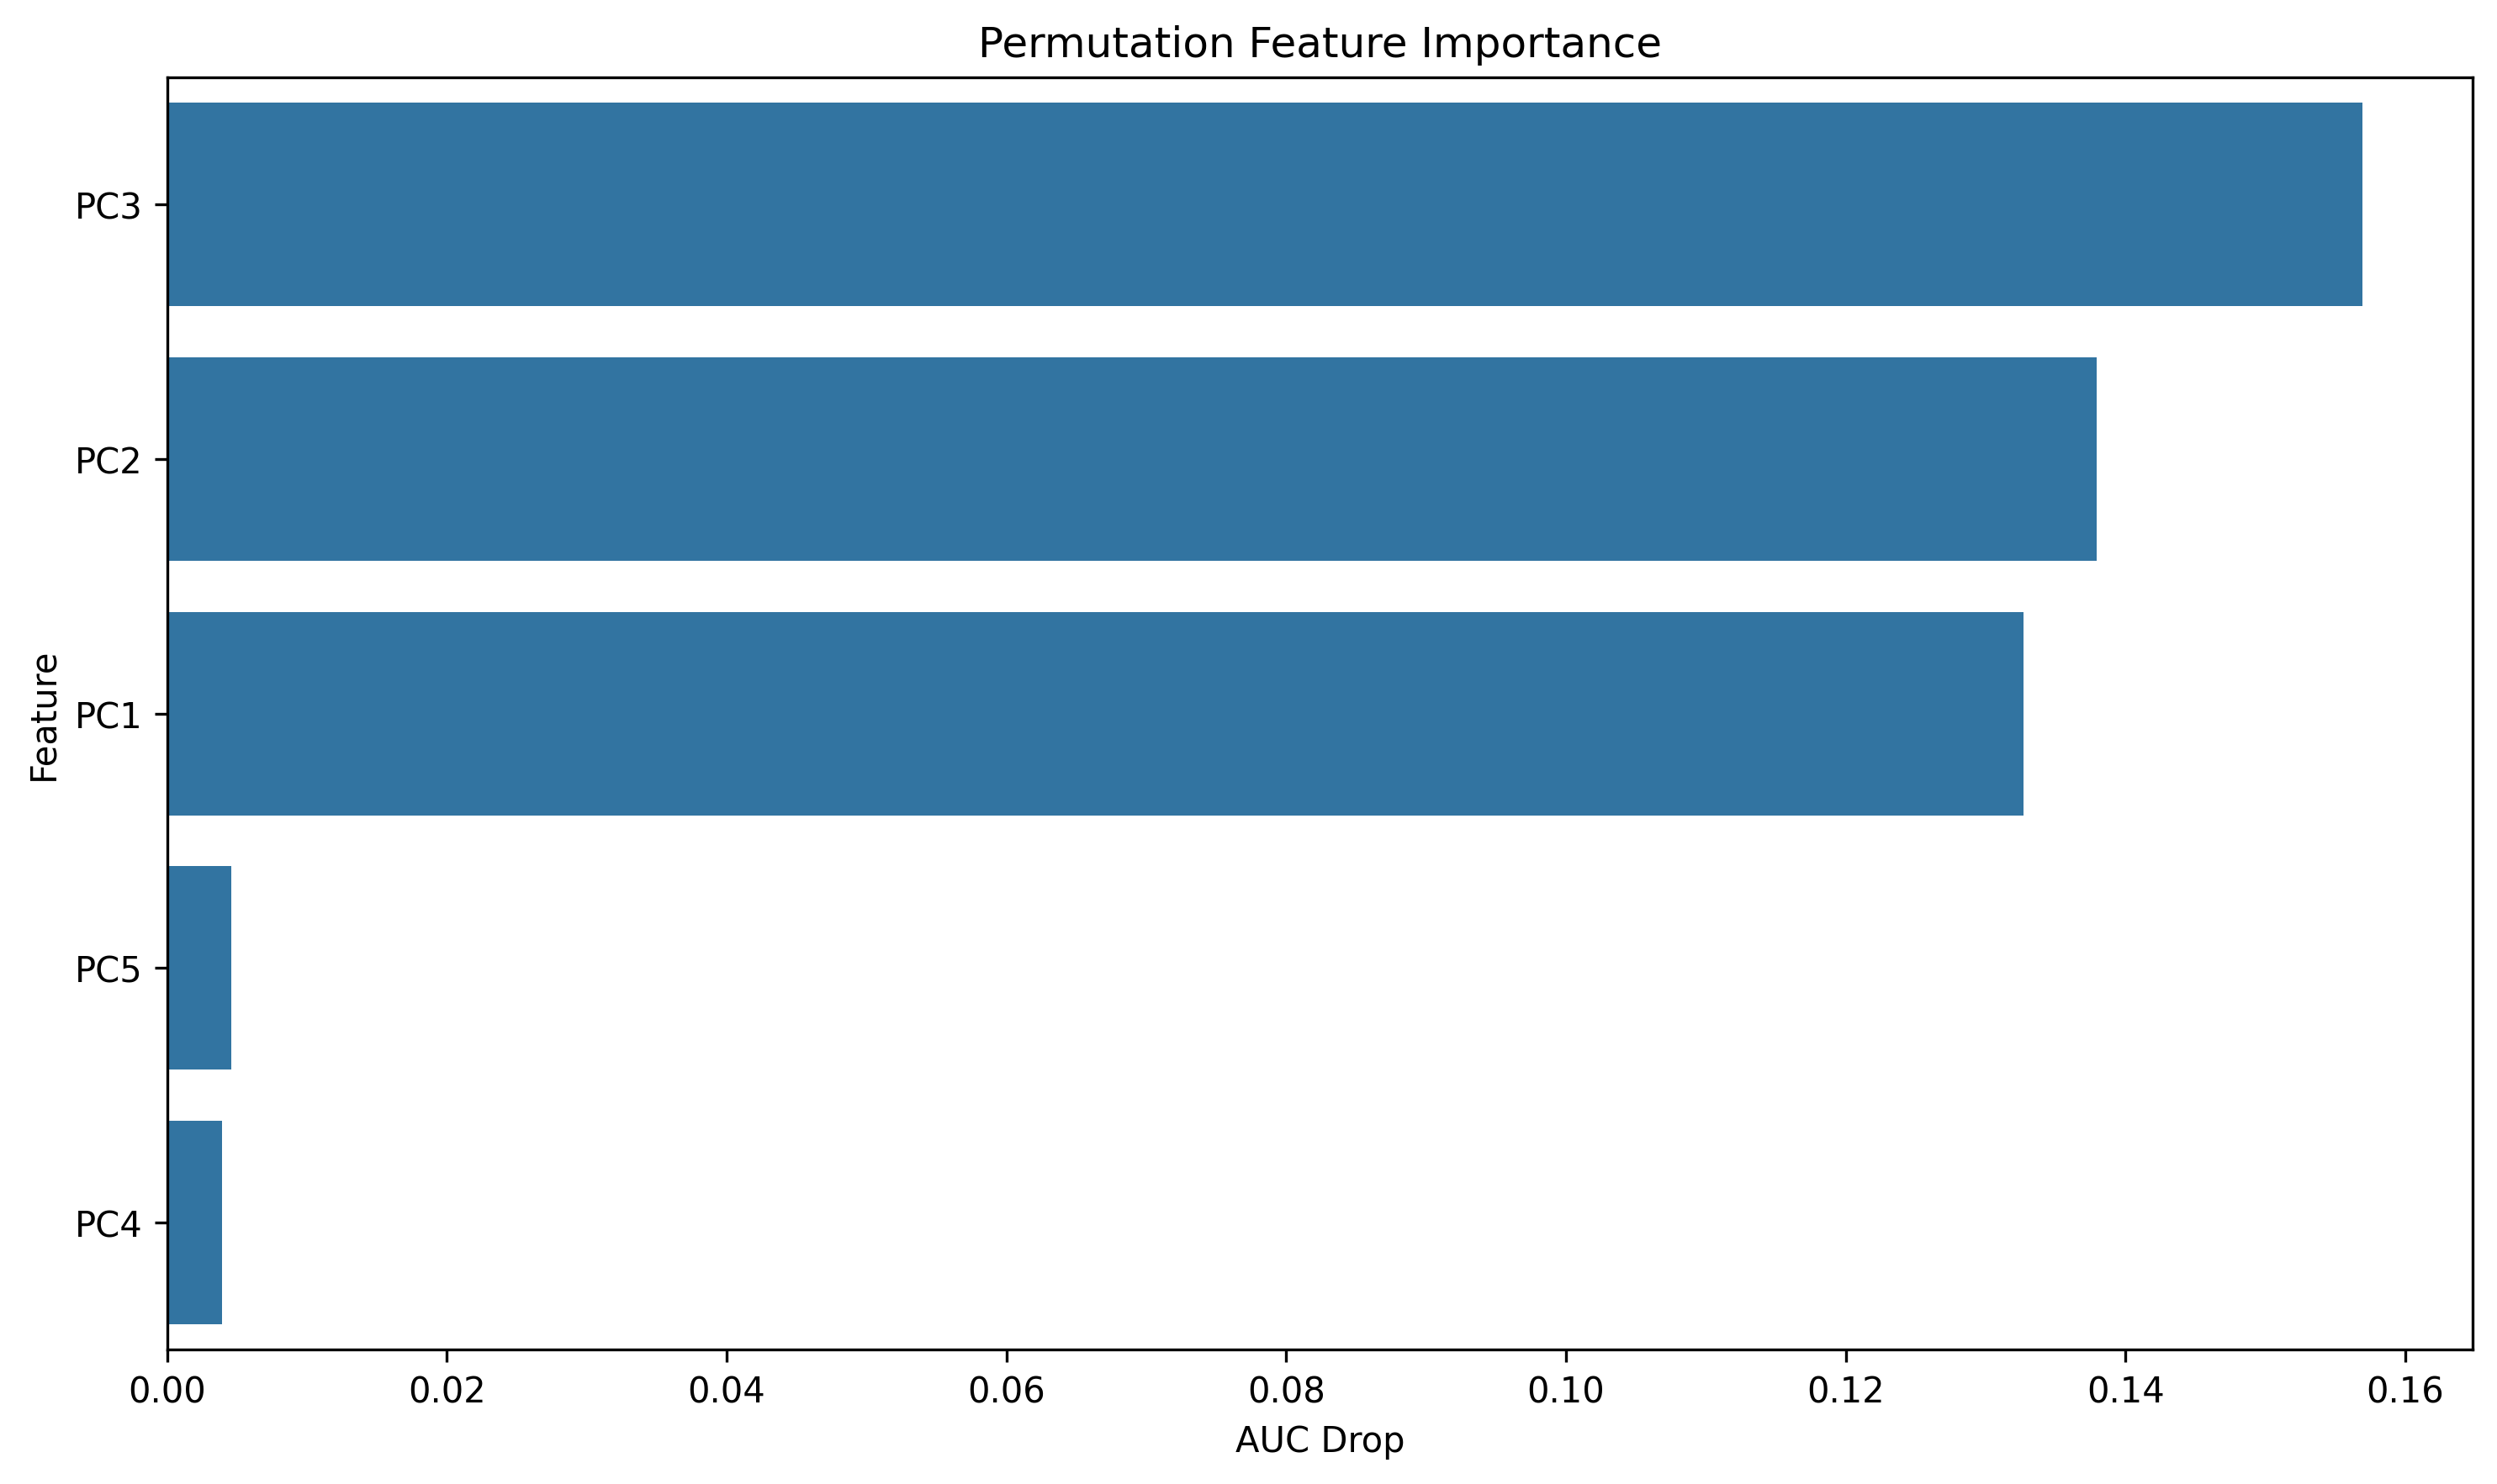 Permutation Feature Importance
Feature
PC3
PC2
PC1
PC5
PC4
0.00 0.02 0.04 0.06 0.08 0.10 0.12 0.14 0.16
AUC Drop